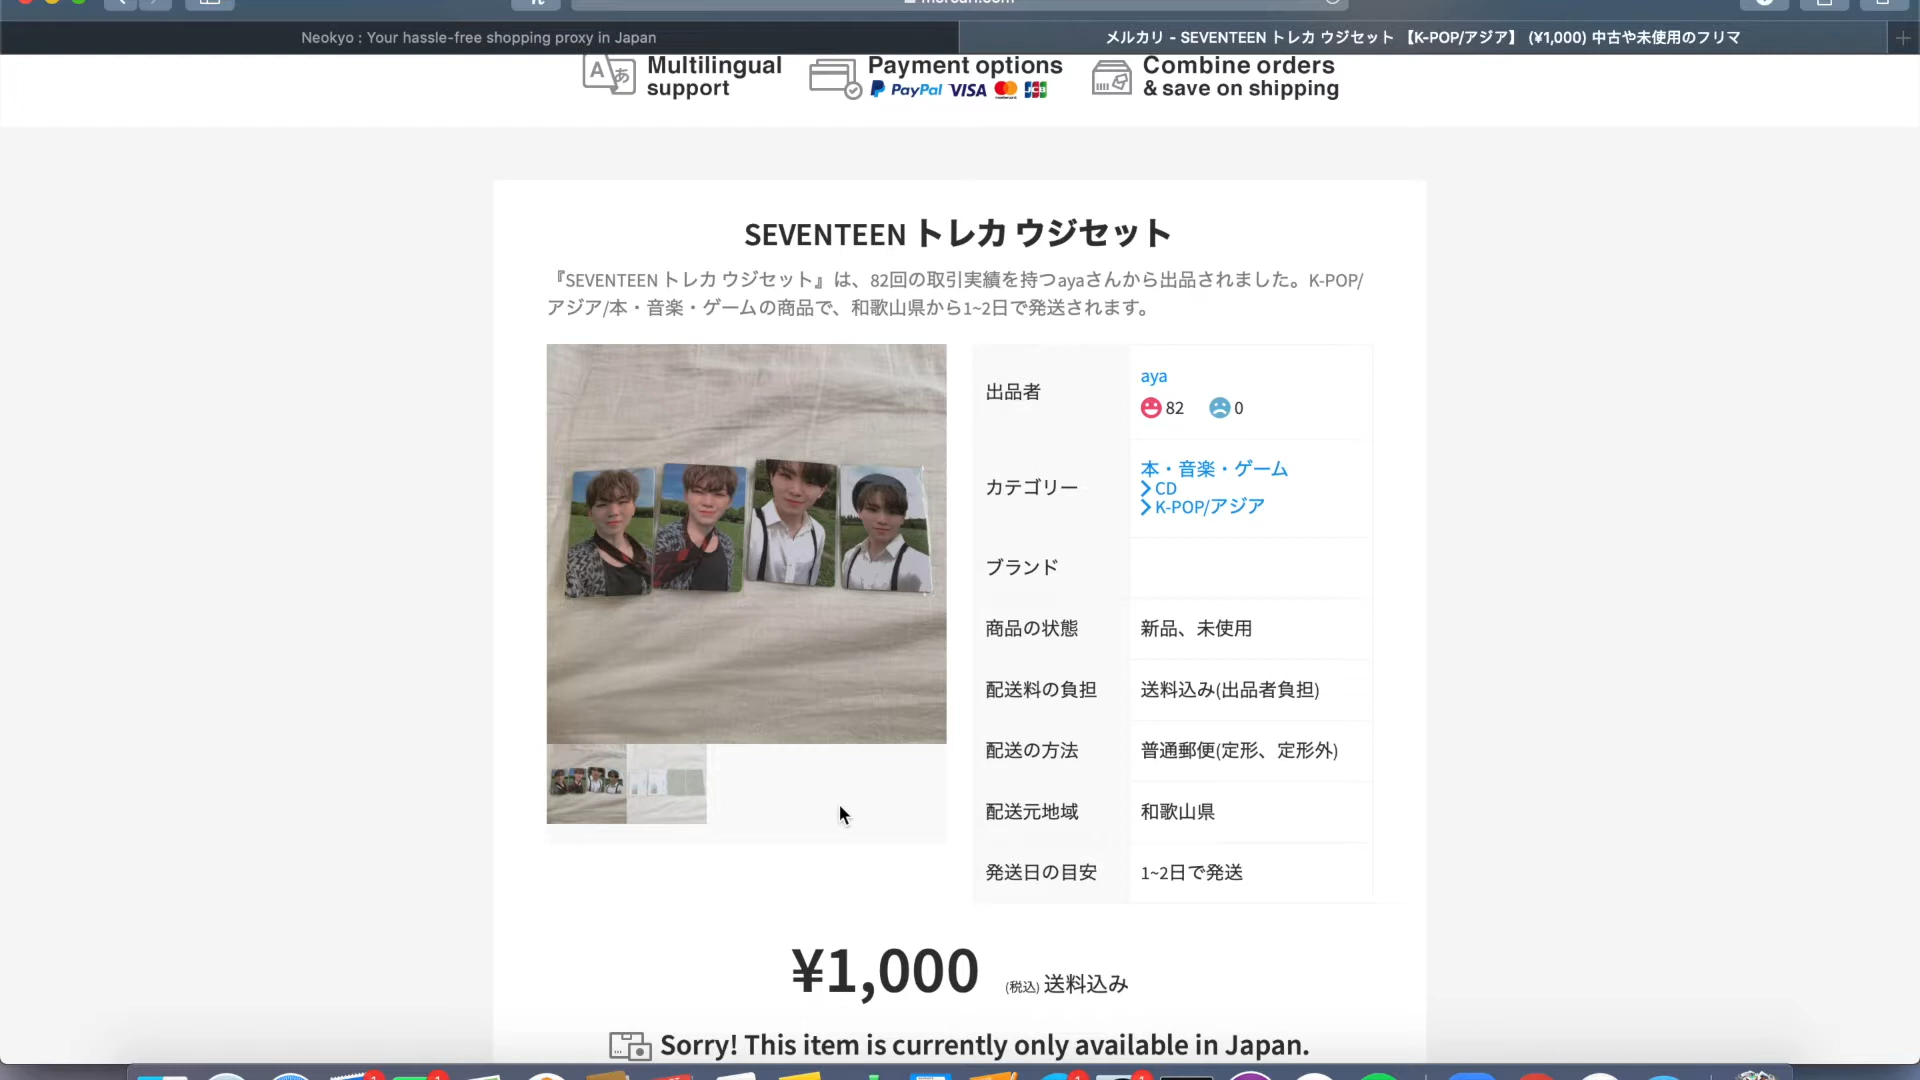 Neokyo : Your hassle-free shopping proxy in Japan
メルカリ - SEVENTEEN トレカ ウジセット 【K-POP/アジア】 (¥1,000) 中古や未使用のフリマ
Multilingual
support
Payment options
PayPal VISA JCB
Combine orders
& save on shipping
SEVENTEEN トレカ ウジセット
『SEVENTEEN トレカ ウジセット』は、82回の取引実績を持つayaさんから出品されました。K-POP/
アジア/本・音楽・ゲームの商品で、和歌山県から1~2日で発送されます。
出品者
aya
82 0
カテゴリー
本・音楽・ゲーム
CD
K-POP/アジア
ブランド
商品の状態
新品、未使用
配送料の負担
送料込み(出品者負担)
配送の方法
普通郵便(定形、定形外)
配送元地域
和歌山県
発送日の目安
1~2日で発送
¥1,000 (税込) 送料込み
Sorry! This item is currently only available in Japan.